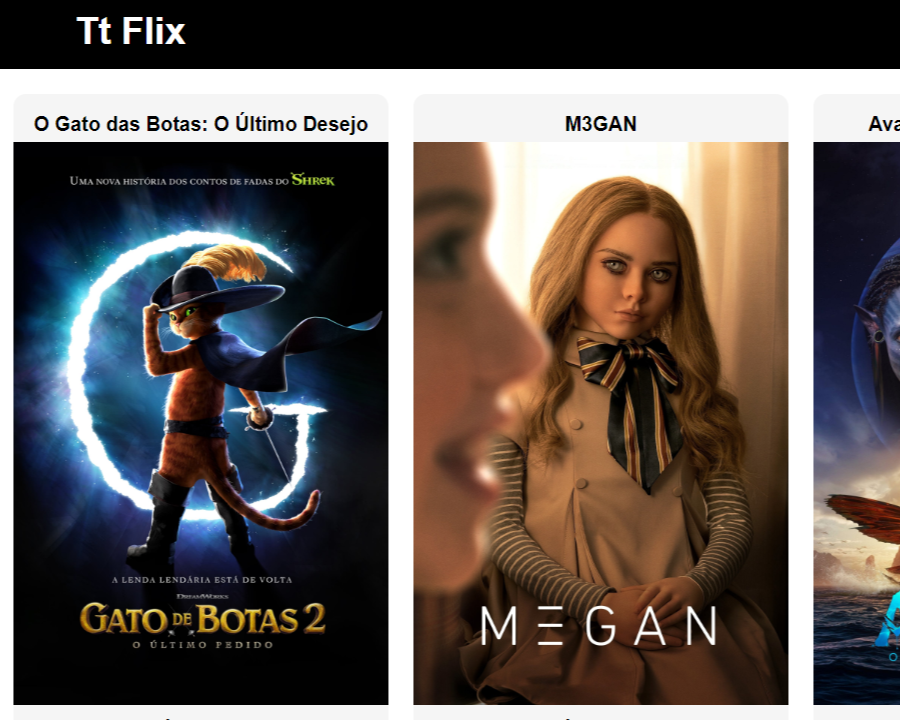 Tt Flix
O Gato das Botas: O Último Desejo
M3GAN
Ava
UMA NOVA HISTÓRIA DOS CONTOS DE FADAS DO SHREK
A LENDA LENDÁRIA ESTÁ DE VOLTA
DREAMWORKS
GATO DE BOTAS 2
O ÚLTIMO PEDIDO
MΞGAN